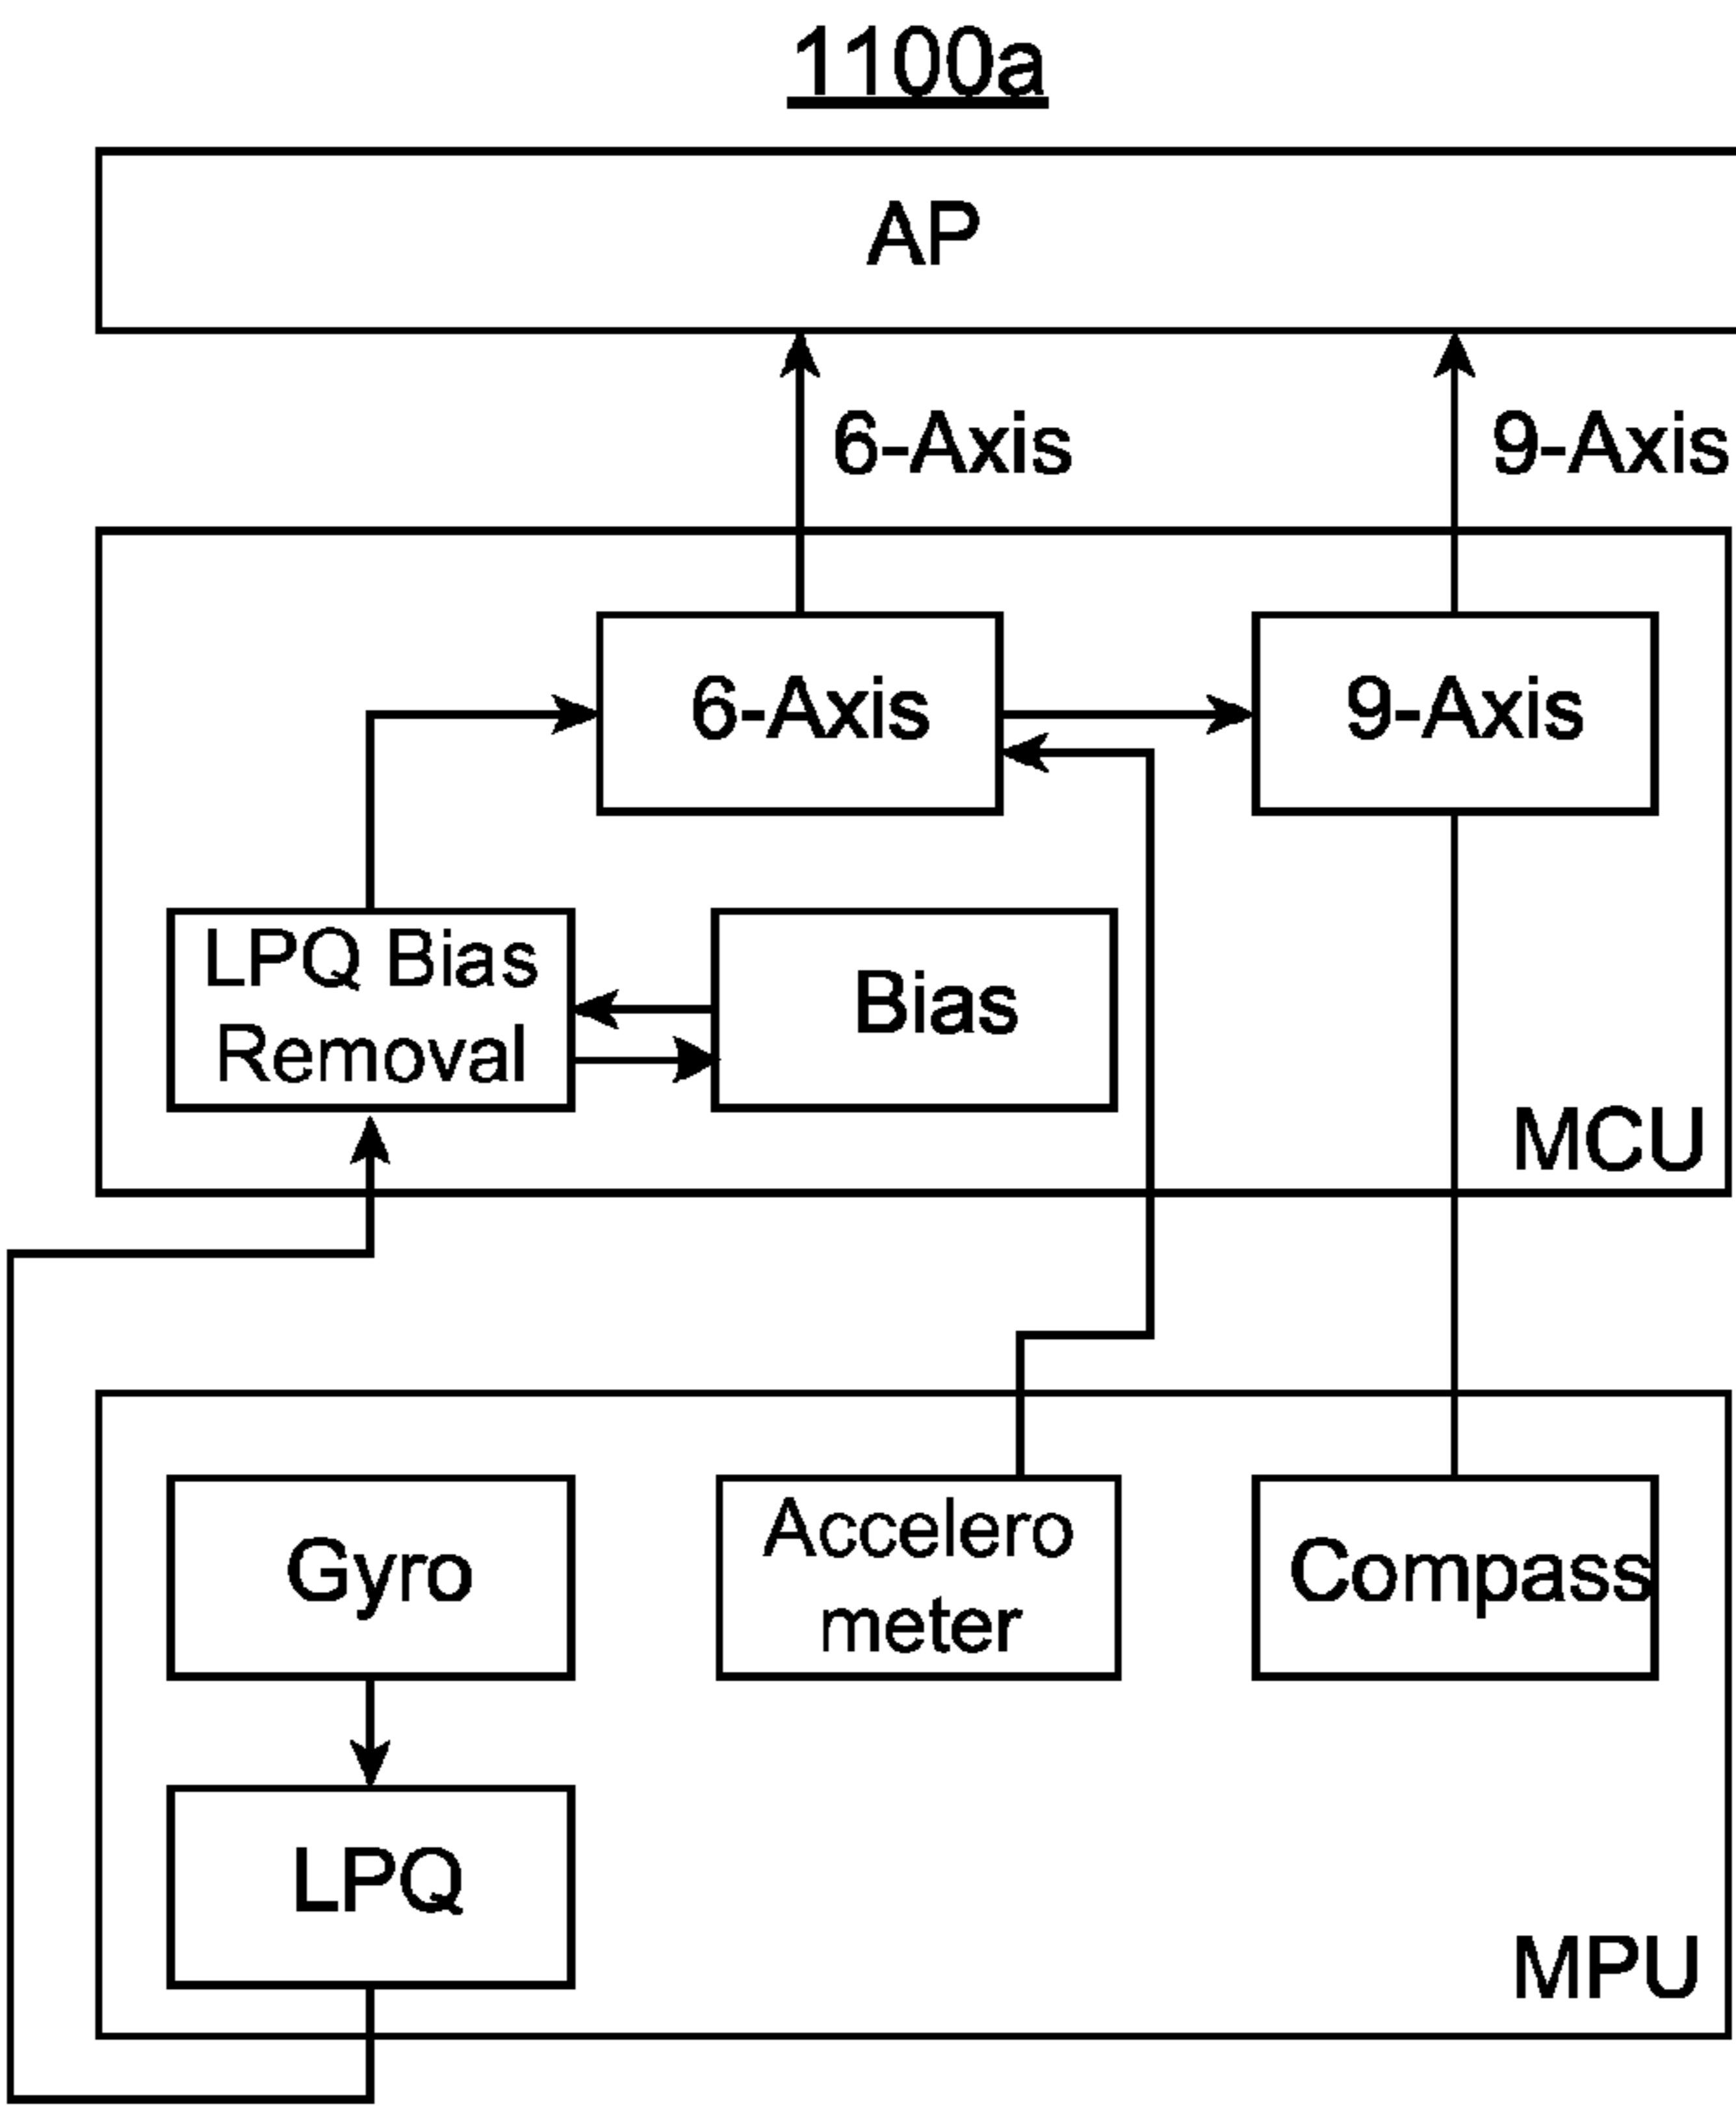 1100a
AP
6-Axis
9-Axis
6-Axis
9-Axis
LPQ Bias
Removal
Bias
MCU
Gyro
Accelero
meter
Compass
LPQ
MPU